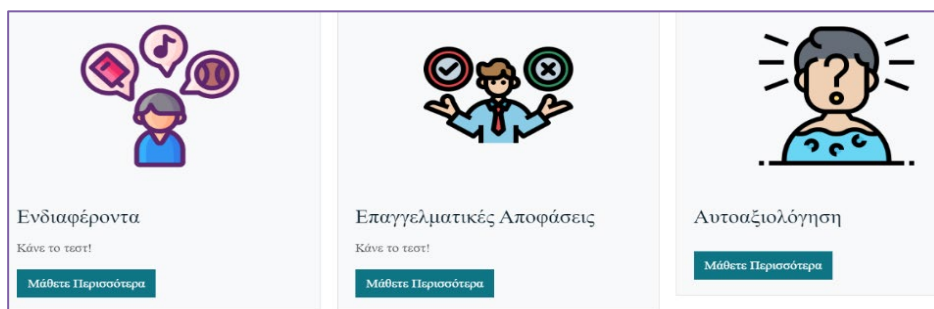 Ενδιαφέροντα
Κάνε το τεστ!
Μάθετε Περισσότερα
Επαγγελματικές Αποφάσεις
Κάνε το τεστ!
Μάθετε Περισσότερα
Αυτοαξιολόγηση
Μάθετε Περισσότερα